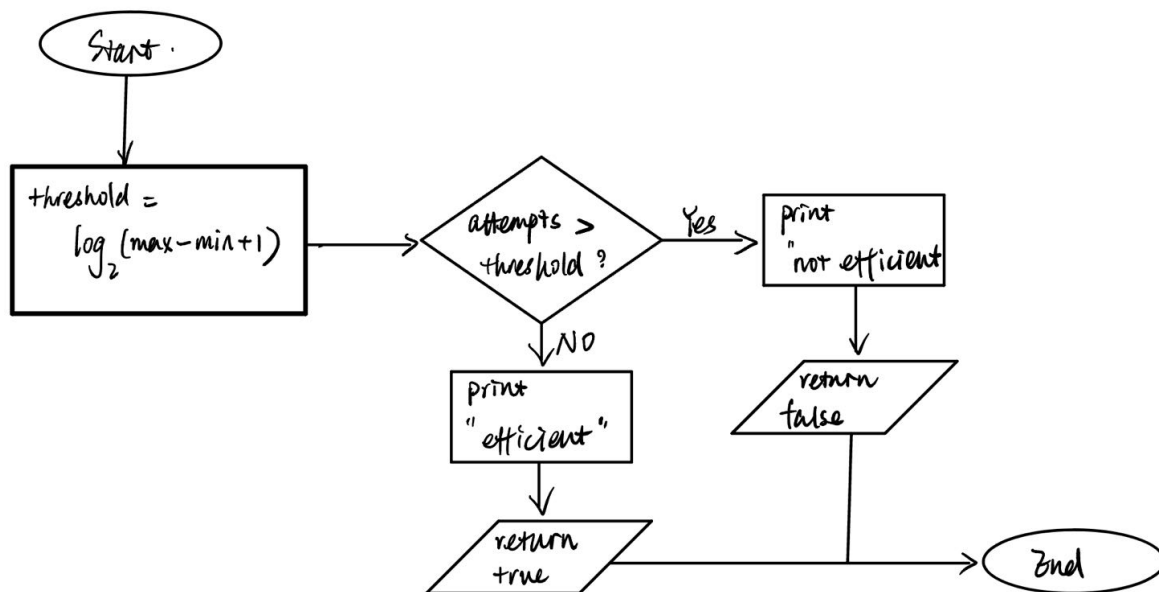 Start.
threshold =
log₂(max-min+1)
attempts >
threshold?
Yes
print
"not efficient
return
false
NO
print
"efficient"
return
true
End